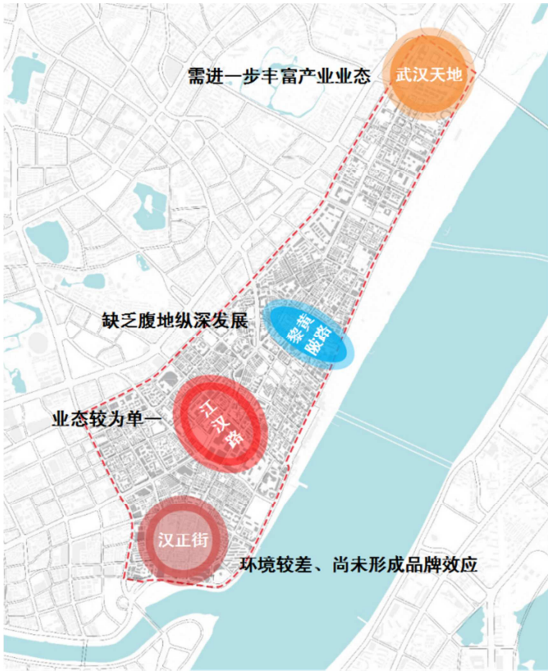 武汉天地
需进一步丰富产业业态
缺乏腹地纵深发展
黎黄
陂路
业态较为单一
江汉路
汉正街
环境较差、尚未形成品牌效应